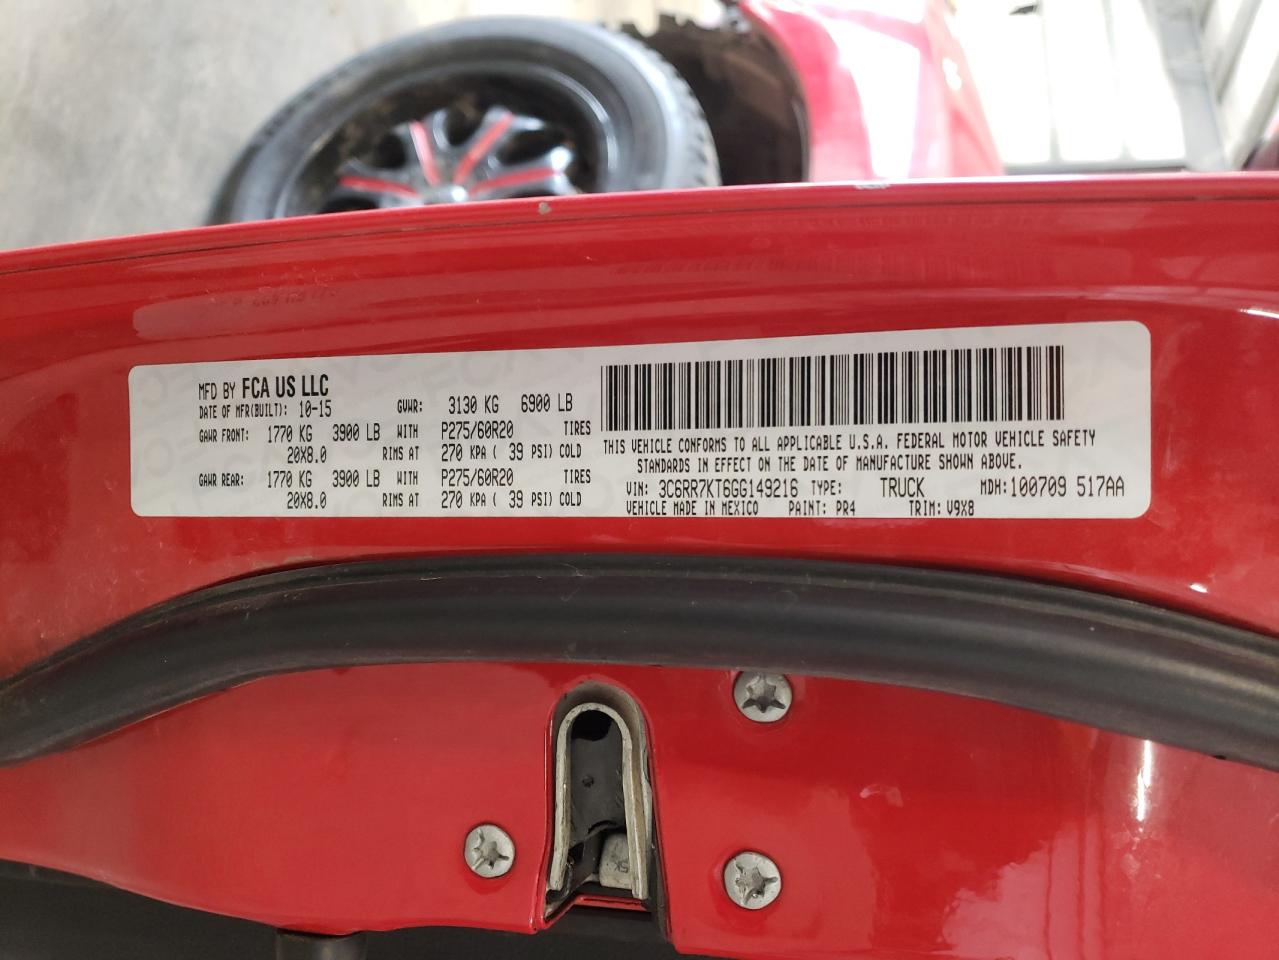 MFD BY FCA US LLC
DATE OF MFR(BUILT): 10-15 GVWR: 3130 KG 6900 LB
GAWR FRONT: 1770 KG 3900 LB WITH P275/60R20 TIRES
20X8.0 RIMS AT 270 KPA ( 39 PSI) COLD
GAWR REAR: 1770 KG 3900 LB WITH P275/60R20 TIRES
20X8.0 RIMS AT 270 KPA ( 39 PSI) COLD
THIS VEHICLE CONFORMS TO ALL APPLICABLE U.S.A. FEDERAL MOTOR VEHICLE SAFETY
STANDARDS IN EFFECT ON THE DATE OF MANUFACTURE SHOWN ABOVE.
VIN: 3C6RR7KT6GG149216 TYPE: TRUCK MDH:100709 517AA
VEHICLE MADE IN MEXICO PAINT: PR4 TRIM: V9X8